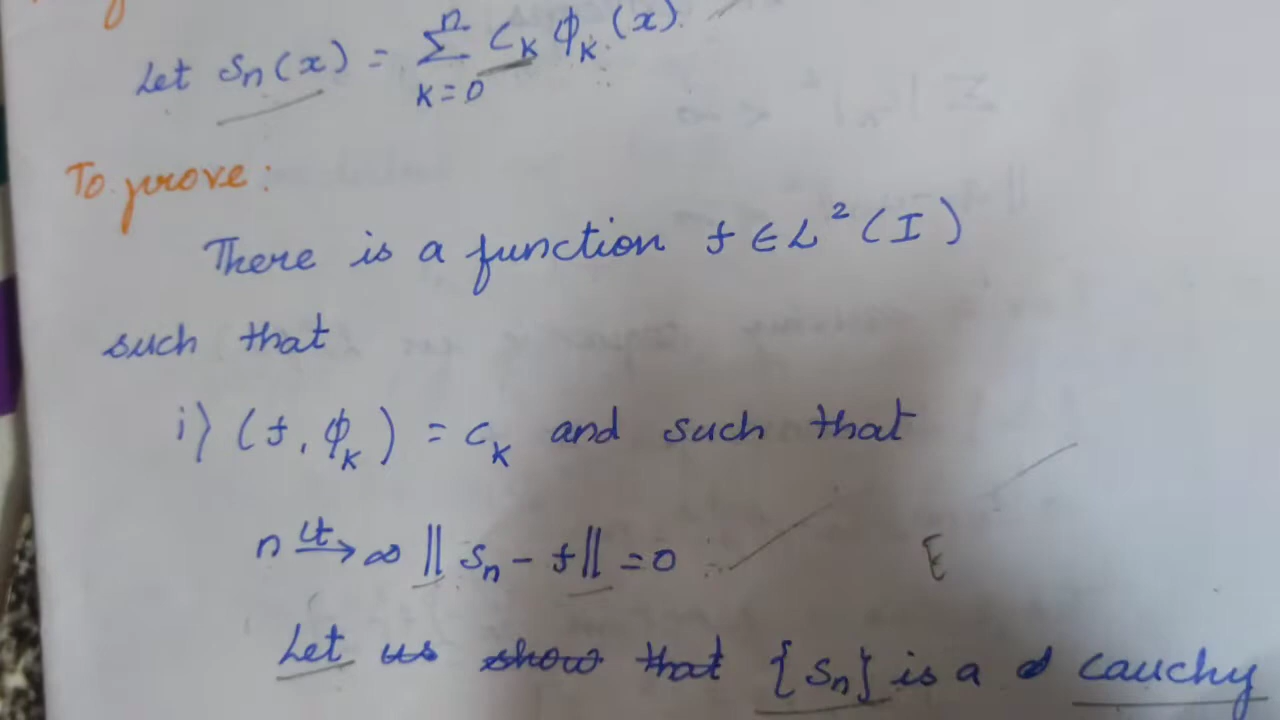 Let Sn(x) = n Σ k=0 Ck ϕk(x).
To prove:
There is a function f ∈ L² (I)
such that
i) (f, ϕk) = ck and such that
n Lt→ ∞ || Sn - f || = 0
Let us show that {Sn} is a cauchy